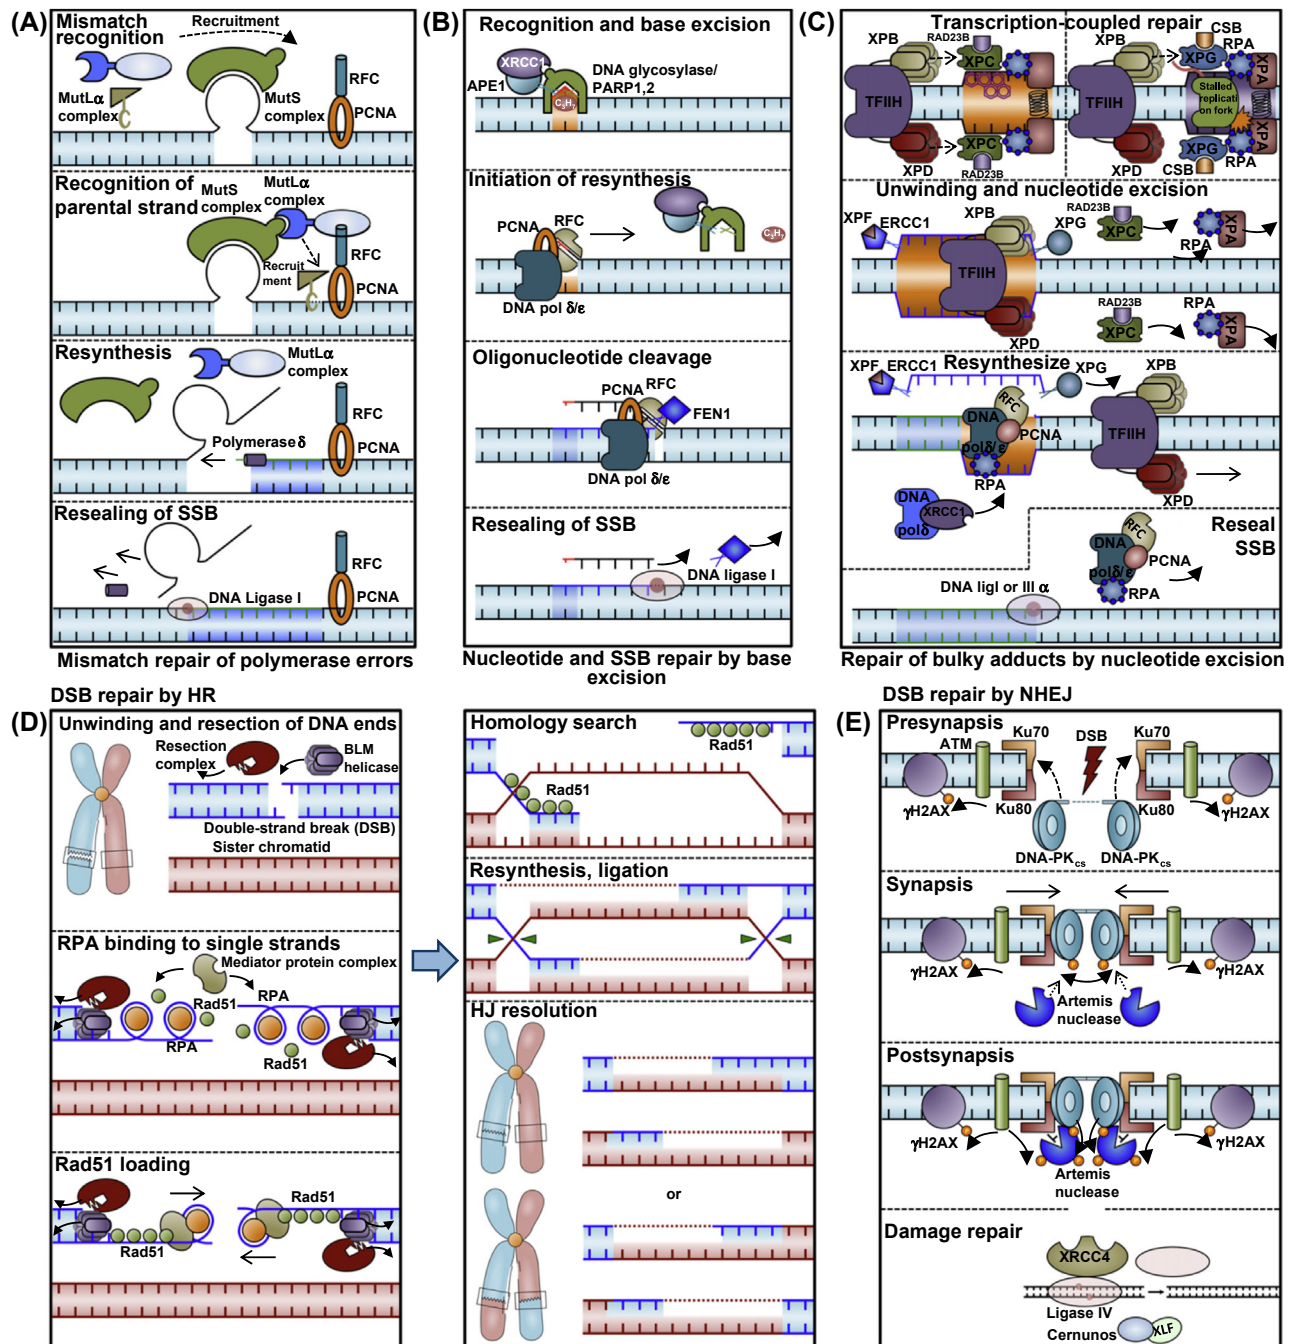 (A)
Mismatch
recognition
Recruitment
RFC
MutLα
complex
MutS
complex
PCNA
Recognition of
parental strand
MutS
complex
MutLα
complex
RFC
Recruit
ment
PCNA
Resynthesis
MutLα
complex
RFC
Polymerase δ
PCNA
Resealing of SSB
RFC
DNA Ligase I
PCNA
Mismatch repair of polymerase errors
(B)
Recognition and base excision
XRCC1
APE1
DNA glycosylase/
PARP1,2
C3H7
Initiation of resynthesis
PCNA
RFC
C3H7
DNA pol δ/ε
Oligonucleotide cleavage
PCNA
RFC
FEN1
DNA pol δ/ε
Resealing of SSB
DNA ligase I
Nucleotide and SSB repair by base
excision
(C)
Transcription-coupled repair
XPB
RAD23B
XPC
TFIIH
XPD
XPC
RAD23B
XPB
CSB
RPA
XPG
XPA
TFIIH
Stalled
replicati
on fork
XPD
XPG
CSB
RPA
XPA
Unwinding and nucleotide excision
XPF
ERCC1
XPB
XPG
RAD23B
XPC
RPA
XPA
TFIIH
XPD
RAD23B
XPC
RPA
XPA
Resynthesize
XPF
ERCC1
XPG
XPB
RFC
DNA
polδ/ε
PCNA
TFIIH
RPA
XPD
DNA
polδ
XRCC1
Reseal
SSB
RFC
DNA
polδ/ε
PCNA
RPA
DNA ligI or III α
Repair of bulky adducts by nucleotide excision
DSB repair by HR
(D)
Unwinding and resection of DNA ends
Resection
complex
BLM
helicase
Double-strand break (DSB)
Sister chromatid
RPA binding to single strands
Mediator protein complex
Rad51
RPA
RPA
Rad51
Rad51 loading
Rad51
Rad51
Homology search
Rad51
Rad51
Resynthesis, ligation
HJ resolution
or
DSB repair by NHEJ
(E)
Presynapsis
ATM
Ku70
DSB
Ku70
γH2AX
Ku80
Ku80
γH2AX
DNA-PKcs
DNA-PKcs
Synapsis
γH2AX
γH2AX
Artemis
nuclease
Postsynapsis
γH2AX
γH2AX
Artemis
nuclease
Damage repair
XRCC4
Ligase IV
Cernunos
XLF